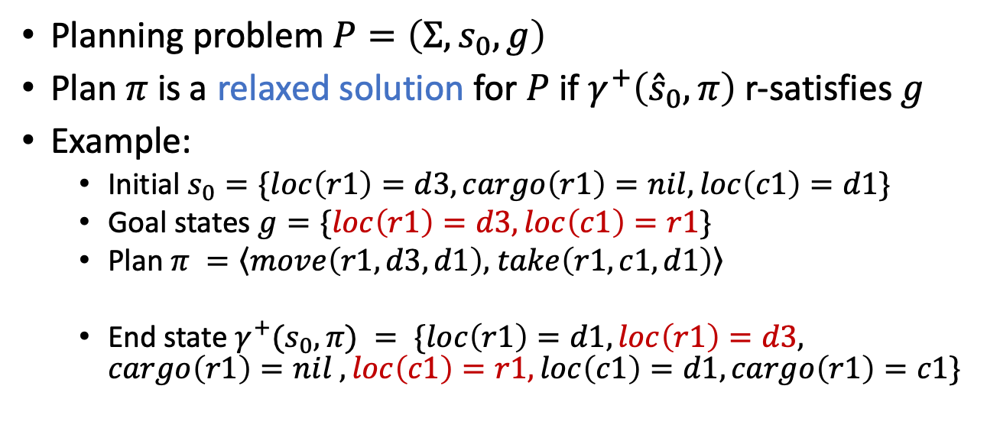 • Planning problem P = (Σ, s₀, g)
• Plan π is a relaxed solution for P if γ⁺(ŝ₀, π) r-satisfies g
• Example:
• Initial s₀ = {loc(r1) = d3, cargo(r1) = nil, loc(c1) = d1}
• Goal states g = {loc(r1) = d3, loc(c1) = r1}
• Plan π = ⟨move(r1, d3, d1), take(r1, c1, d1)⟩
• End state γ⁺(s₀, π) = {loc(r1) = d1, loc(r1) = d3,
cargo(r1) = nil , loc(c1) = r1, loc(c1) = d1, cargo(r1) = c1}